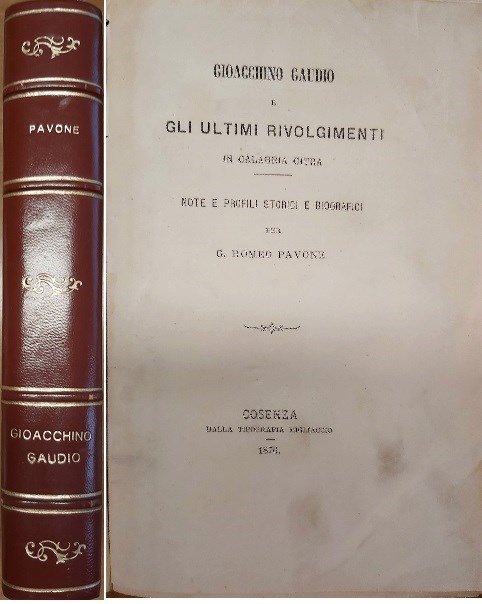 PAVONE
GIOACCHINO
GAUDIO
GIOACCHINO GAUDIO
E
GLI ULTIMI RIVOLGIMENTI
IN CALABRIA CITRA
NOTE E PROFILI STORICI E BIOGRAFICI
PER
G. ROMEO PAVONE
COSENZA
DALLA TIPOGRAFIA MIGLIACCIO